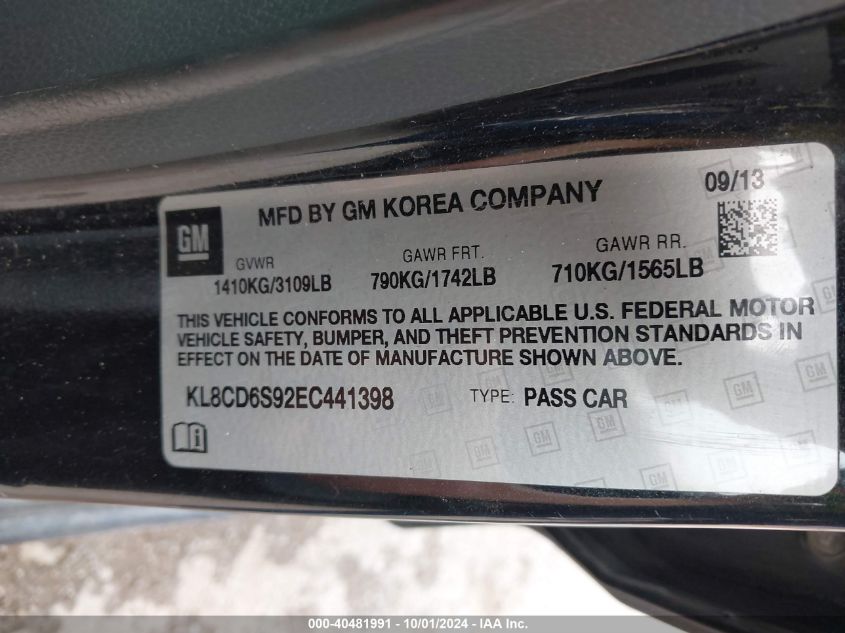 GM
MFD BY GM KOREA COMPANY
09/13
GVWR
1410KG/3109LB
GAWR FRT.
790KG/1742LB
GAWR RR.
710KG/1565LB
THIS VEHICLE CONFORMS TO ALL APPLICABLE U.S. FEDERAL MOTOR
VEHICLE SAFETY, BUMPER, AND THEFT PREVENTION STANDARDS IN
EFFECT ON THE DATE OF MANUFACTURE SHOWN ABOVE.
KL8CD6S92EC441398 TYPE: PASS CAR
000-40481991 - 10/01/2024 - IAA Inc.